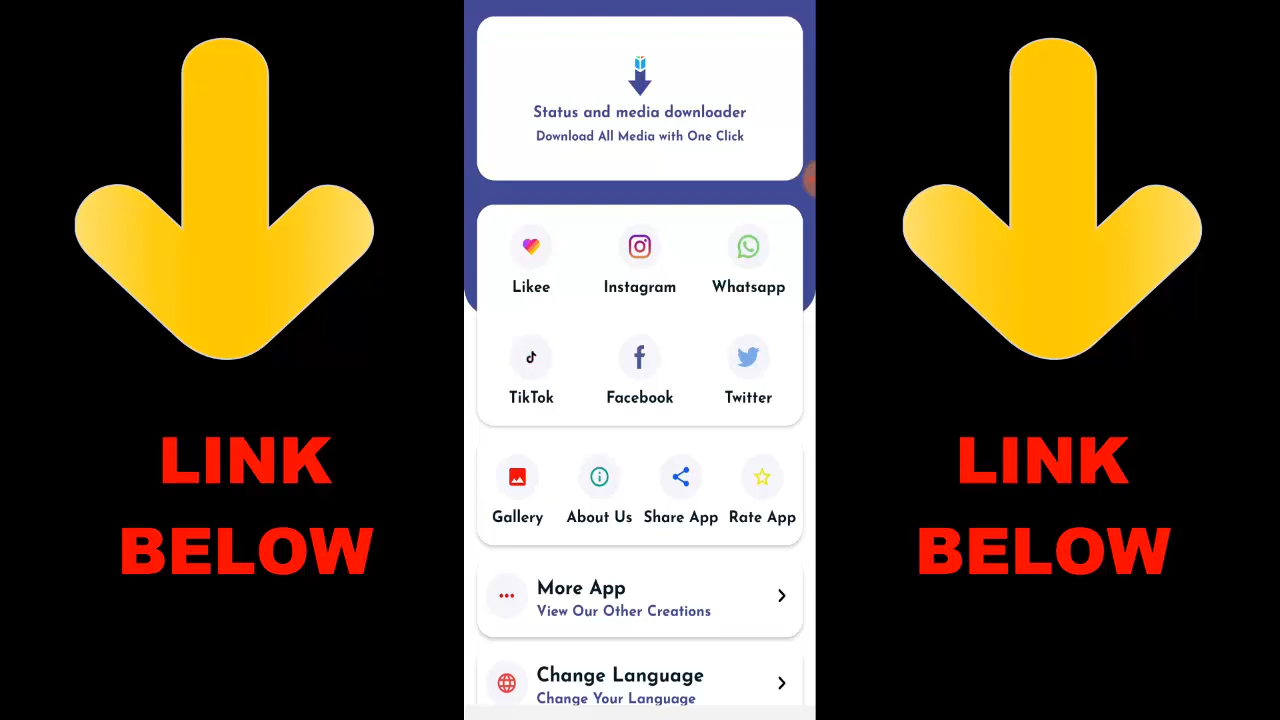 LINK
BELOW
Status and media downloader
Download All Media with One Click
Likee
Instagram
Whatsapp
TikTok
Facebook
Twitter
Gallery
About Us
Share App
Rate App
More App
View Our Other Creations
Change Language
Change Your Language
LINK
BELOW